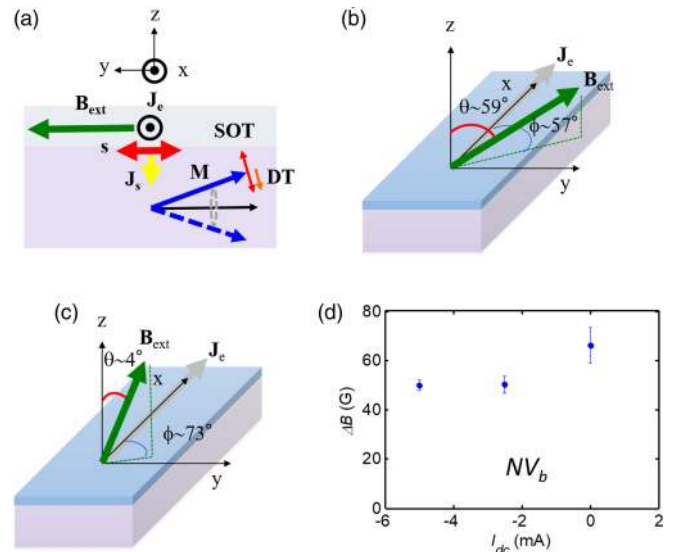 (a)
z
y
x
B_ext
J_e
SOT
s
M
DT
J_s
(b)
z
J_e
x
B_ext
θ~59°
ϕ~57°
y
(c)
z
B_ext
θ~4°
J_e
x
ϕ~73°
y
(d)
80
60
40
20
0
ΔB (G)
NV_b
-6 -4 -2 0 2
I_dc (mA)